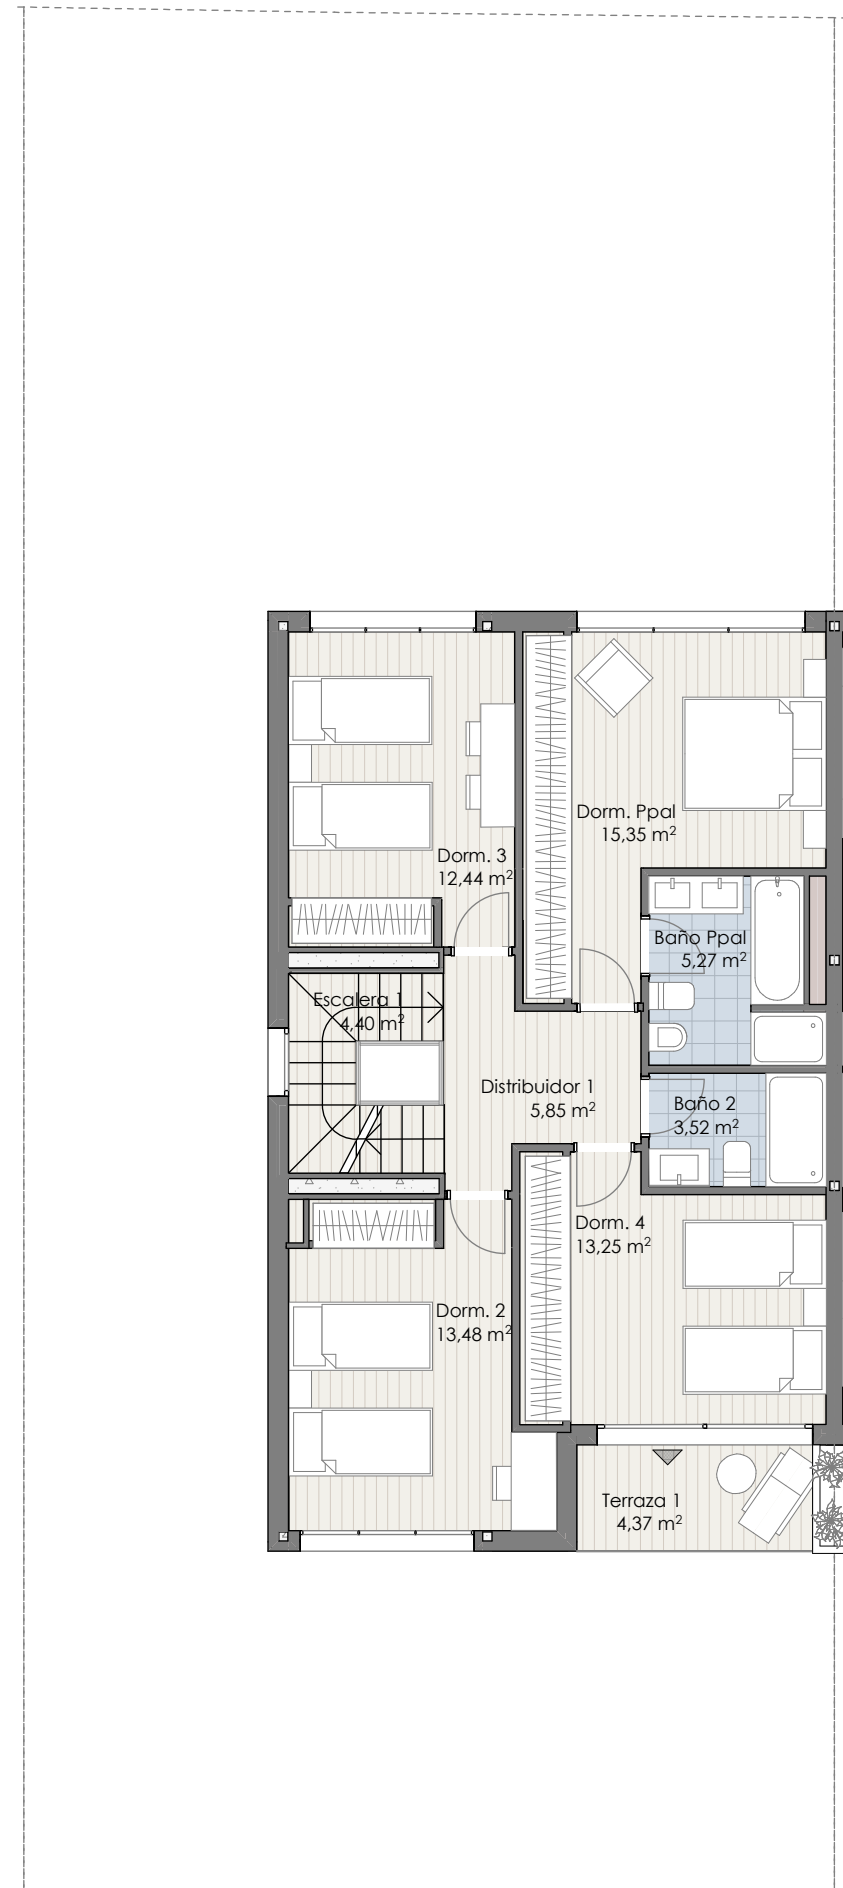 Dorm. Ppal
15,35 m²
Dorm. 3
12,44 m²
Baño Ppal
5,27 m²
Escalera 1
4,40 m²
Distribuidor 1
5,85 m²
Baño 2
3,52 m²
Dorm. 4
13,25 m²
Dorm. 2
13,48 m²
Terraza 1
4,37 m²